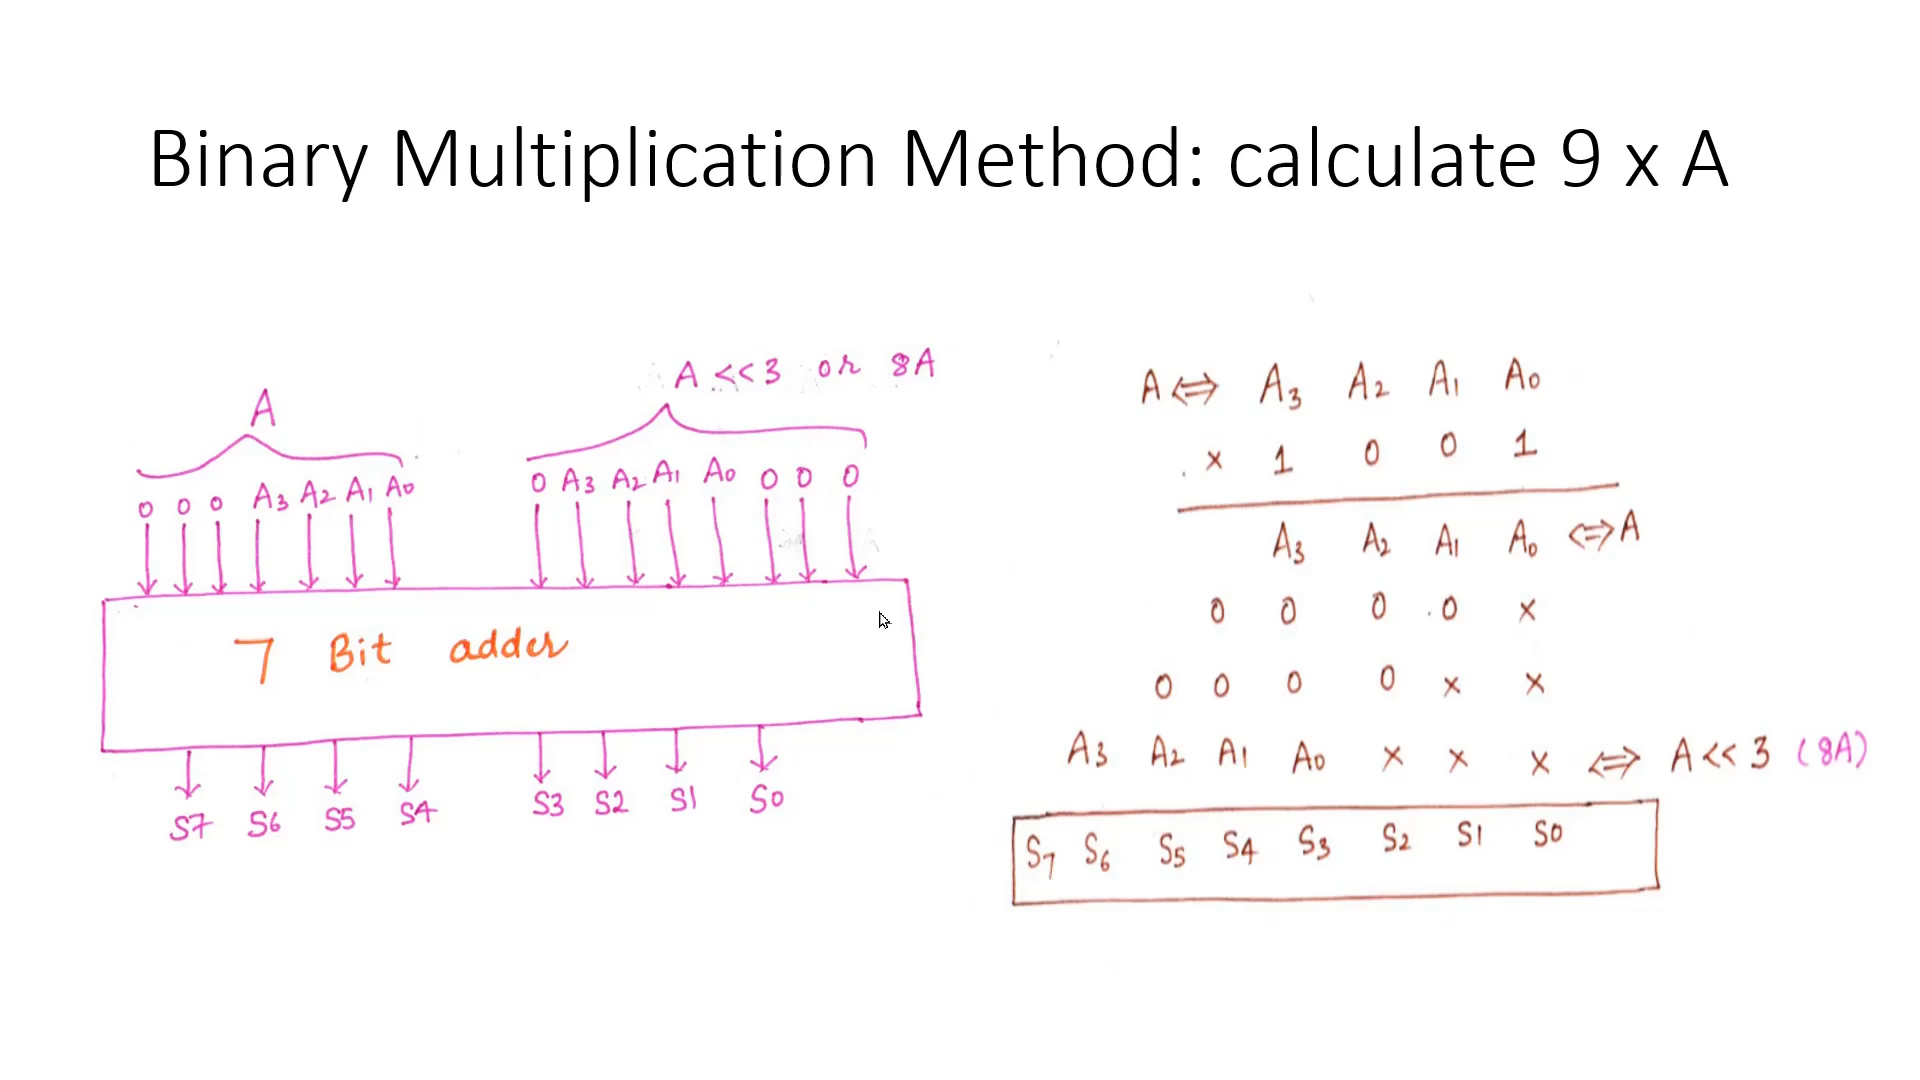 Binary Multiplication Method: calculate 9 x A
A
A <<3 or 8A
0 0 0 A3 A2 A1 A0
0 A3 A2 A1 A0 0 0 0
7 Bit adder
S7 S6 S5 S4 S3 S2 S1 S0
A ⇔ A3 A2 A1 A0
x 1 0 0 1
A3 A2 A1 A0 ⇔ A
0 0 0 0 x
0 0 0 0 x x
A3 A2 A1 A0 x x x ⇔ A << 3 (8A)
S7 S6 S5 S4 S3 S2 S1 S0